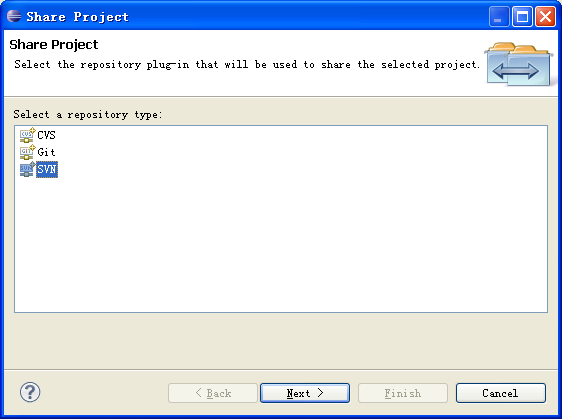 Share Project
Share Project
Select the repository plug-in that will be used to share the selected project.
Select a repository type:
CVS
Git
SVN
?
< Back
Next >
Finish
Cancel